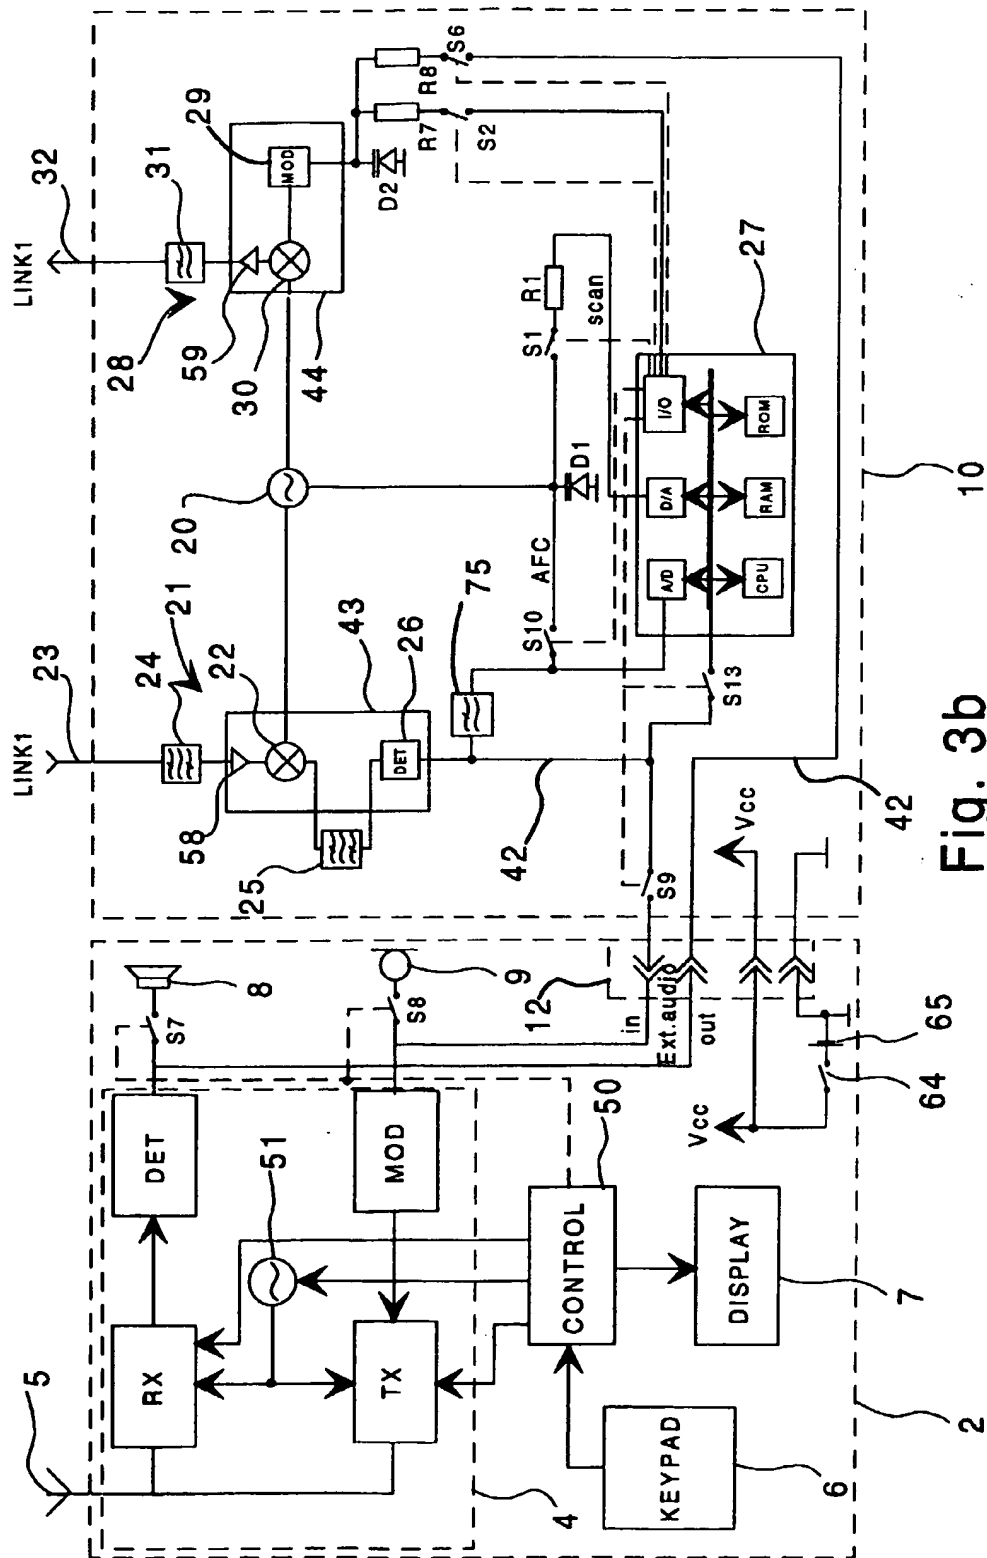 5
RX
DET
S7
8
51
TX
MOD
S8
9
4
KEYPAD
6
CONTROL
50
DISPLAY
7
2
12
in
Ext.audio
out
Vcc
64
65
LINK1
23
24
21
58
22
25
43
DET
26
75
42
S9
S13
Vcc
42
20
AFC
S10
D1
S1
R1
scan
A/D
D/A
I/O
CPU
RAM
ROM
27
10
LINK1
32
31
28
59
30
44
29
MOD
D2
R7
S2
R8
S6
Fig. 3b